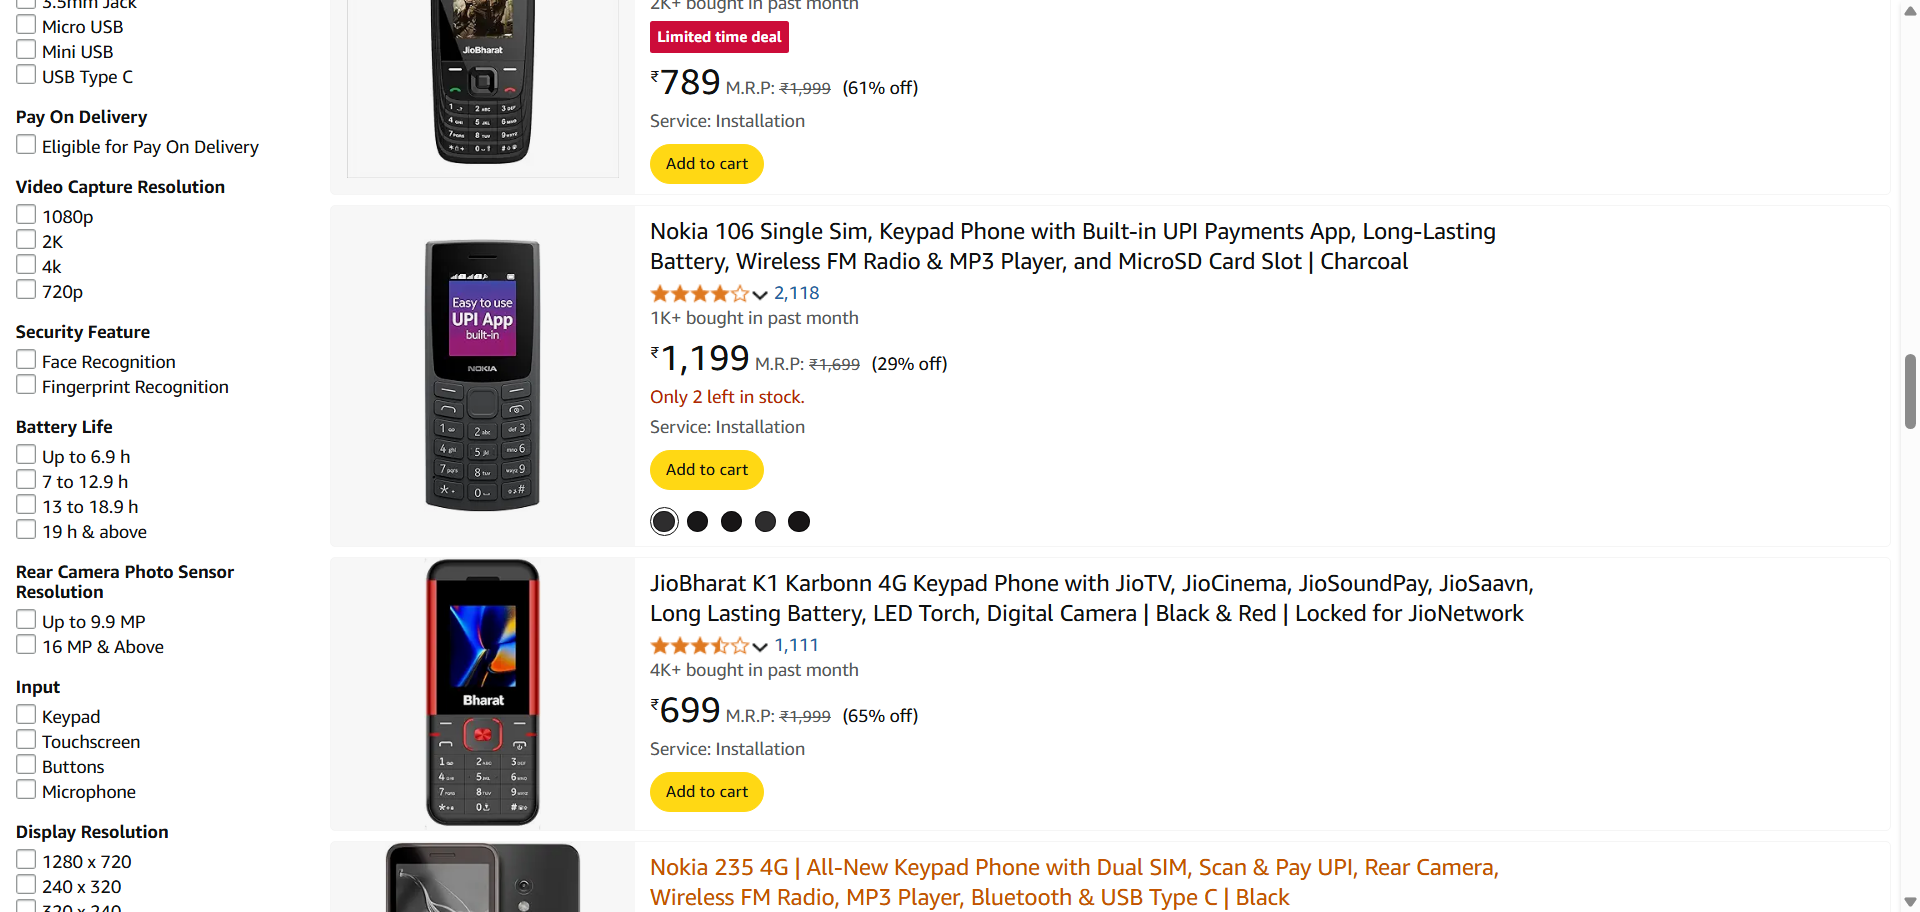 3.5mm Jack
Micro USB
Mini USB
USB Type C
Pay On Delivery
Eligible for Pay On Delivery
Video Capture Resolution
1080p
2K
4k
720p
Security Feature
Face Recognition
Fingerprint Recognition
Battery Life
Up to 6.9 h
7 to 12.9 h
13 to 18.9 h
19 h & above
Rear Camera Photo Sensor
Resolution
Up to 9.9 MP
16 MP & Above
Input
Keypad
Touchscreen
Buttons
Microphone
Display Resolution
1280 x 720
240 x 320
320 x 240
JioBharat
2K+ bought in past month
Limited time deal
₹789 M.R.P: ₹1,999 (61% off)
Service: Installation
Add to cart
Easy to use
UPI App
built-in
NOKIA
Nokia 106 Single Sim, Keypad Phone with Built-in UPI Payments App, Long-Lasting
Battery, Wireless FM Radio & MP3 Player, and MicroSD Card Slot | Charcoal
2,118
1K+ bought in past month
₹1,199 M.R.P: ₹1,699 (29% off)
Only 2 left in stock.
Service: Installation
Add to cart
Bharat
JioBharat K1 Karbonn 4G Keypad Phone with JioTV, JioCinema, JioSoundPay, JioSaavn,
Long Lasting Battery, LED Torch, Digital Camera | Black & Red | Locked for JioNetwork
1,111
4K+ bought in past month
₹699 M.R.P: ₹1,999 (65% off)
Service: Installation
Add to cart
Nokia 235 4G | All-New Keypad Phone with Dual SIM, Scan & Pay UPI, Rear Camera,
Wireless FM Radio, MP3 Player, Bluetooth & USB Type C | Black